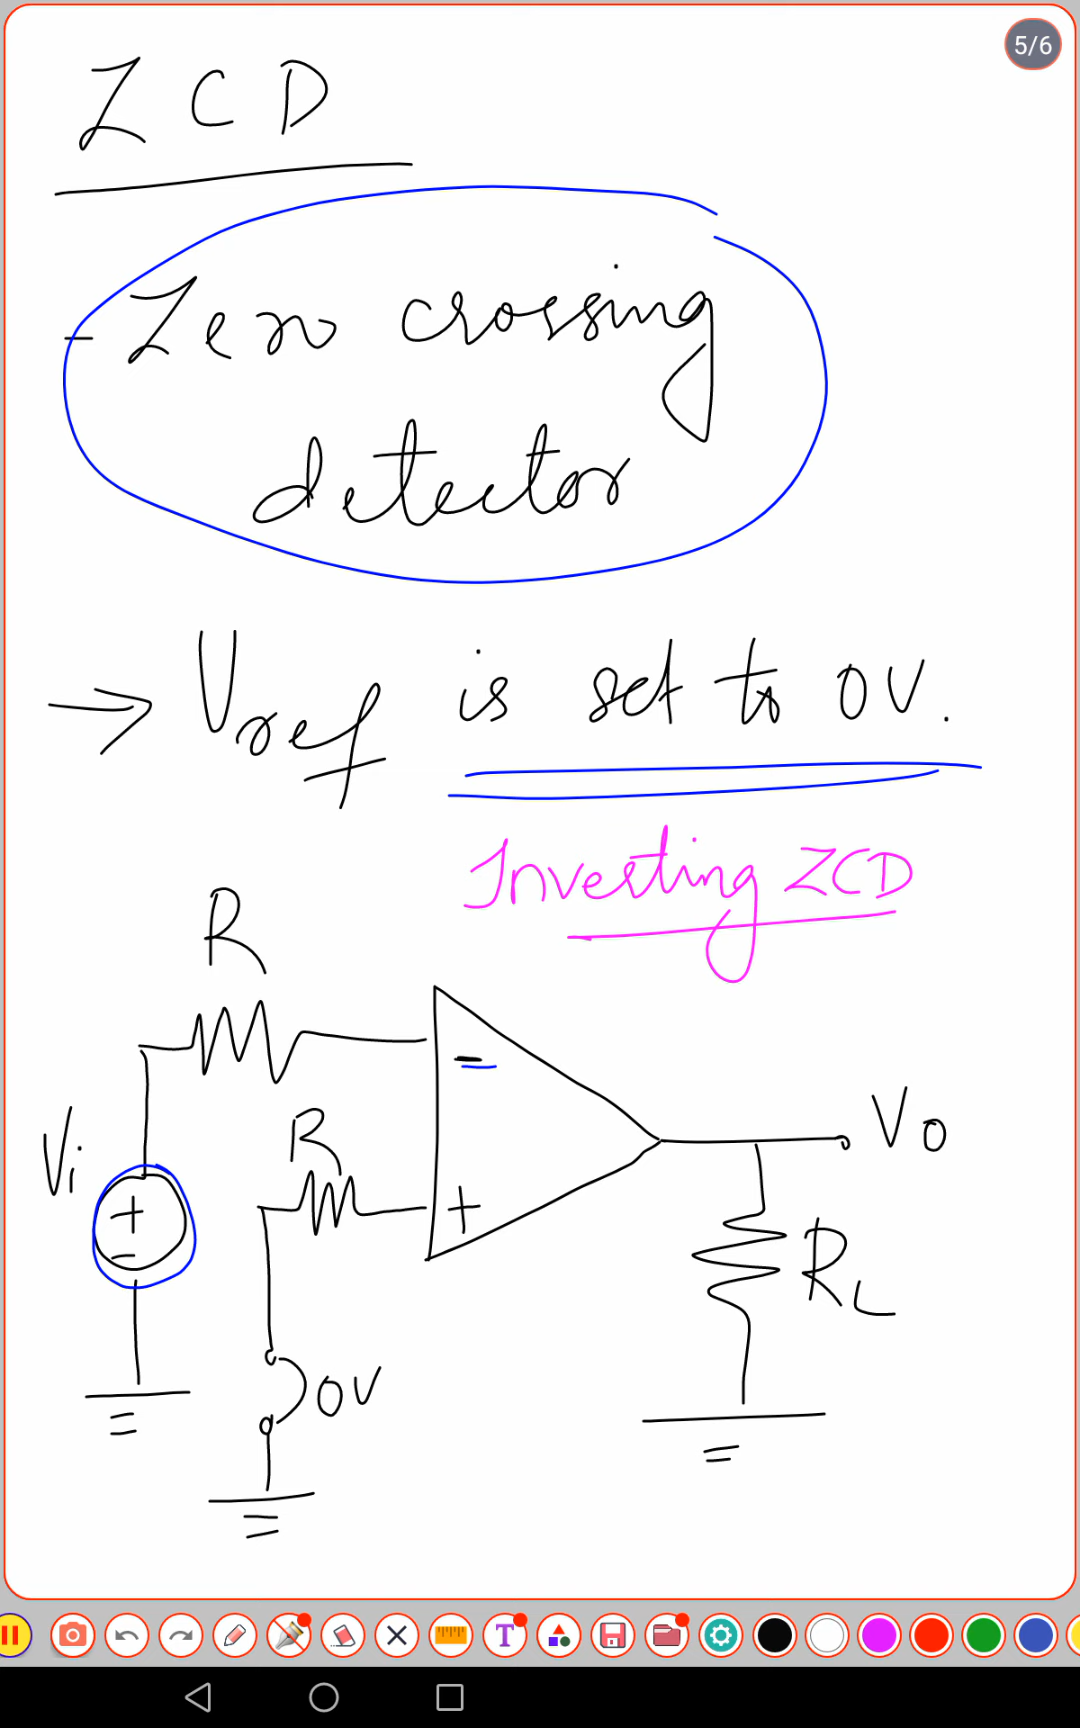 5/6
ZCD
- Zero crossing
detector
→ Vref is set to 0V.
Inverting ZCD
R
-
Vi
R
Vo
+
-
+
RL
0V
T